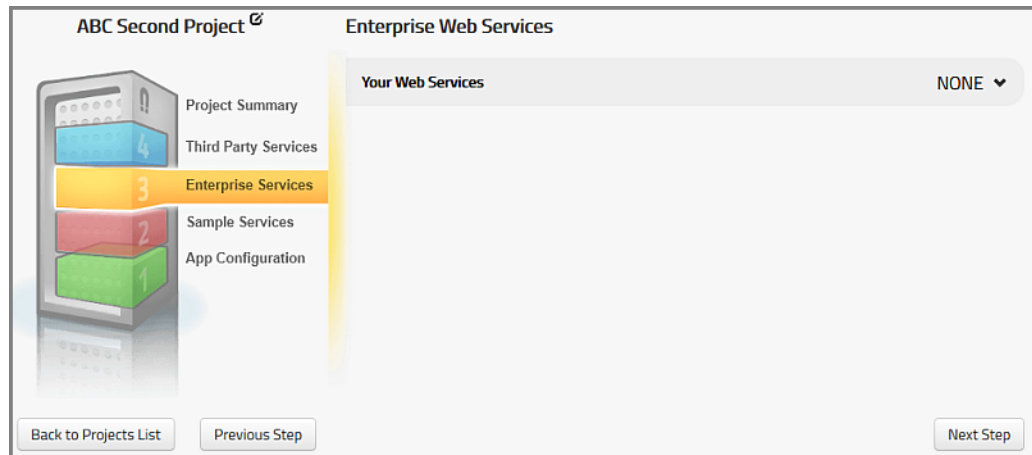 ABC Second Project
Enterprise Web Services
Your Web Services NONE
Project Summary
4 Third Party Services
3 Enterprise Services
2 Sample Services
1 App Configuration
Back to Projects List Previous Step Next Step